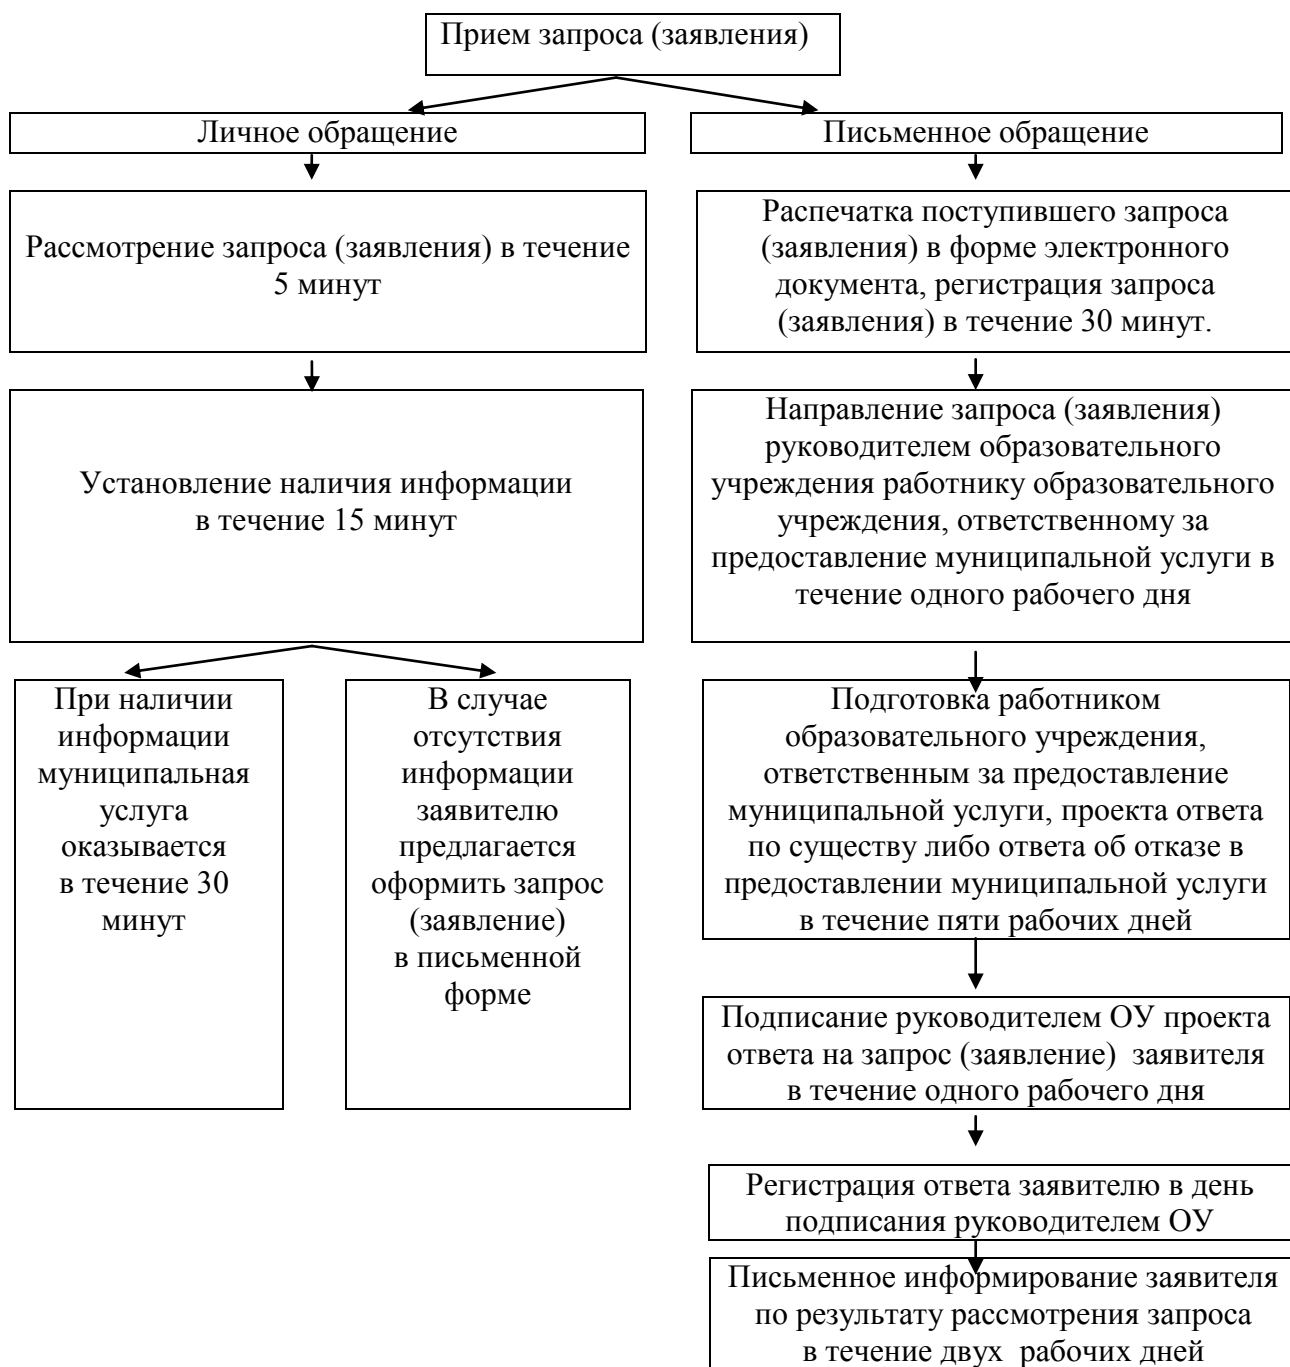 Прием запроса (заявления)
Личное обращение
Рассмотрение запроса (заявления) в течение
5 минут
Установление наличия информации
в течение 15 минут
При наличии
информации
муниципальная
услуга
оказывается
в течение 30
минут
В случае
отсутствия
информации
заявителю
предлагается
оформить запрос
(заявление)
в письменной
форме
Письменное обращение
Распечатка поступившего запроса
(заявления) в форме электронного
документа, регистрация запроса
(заявления) в течение 30 минут.
Направление запроса (заявления)
руководителем образовательного
учреждения работнику образовательного
учреждения, ответственному за
предоставление муниципальной услуги в
течение одного рабочего дня
Подготовка работником
образовательного учреждения,
ответственным за предоставление
муниципальной услуги, проекта ответа
по существу либо ответа об отказе в
предоставлении муниципальной услуги
в течение пяти рабочих дней
Подписание руководителем ОУ проекта
ответа на запрос (заявление) заявителя
в течение одного рабочего дня
Регистрация ответа заявителю в день
подписания руководителем ОУ
Письменное информирование заявителя
по результату рассмотрения запроса
в течение двух рабочих дней